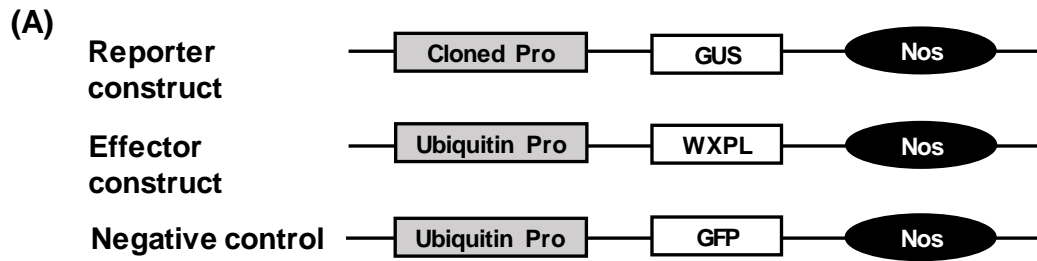 (A)
Reporter construct Cloned Pro GUS Nos
Effector construct Ubiquitin Pro WXPL Nos
Negative control Ubiquitin Pro GFP Nos